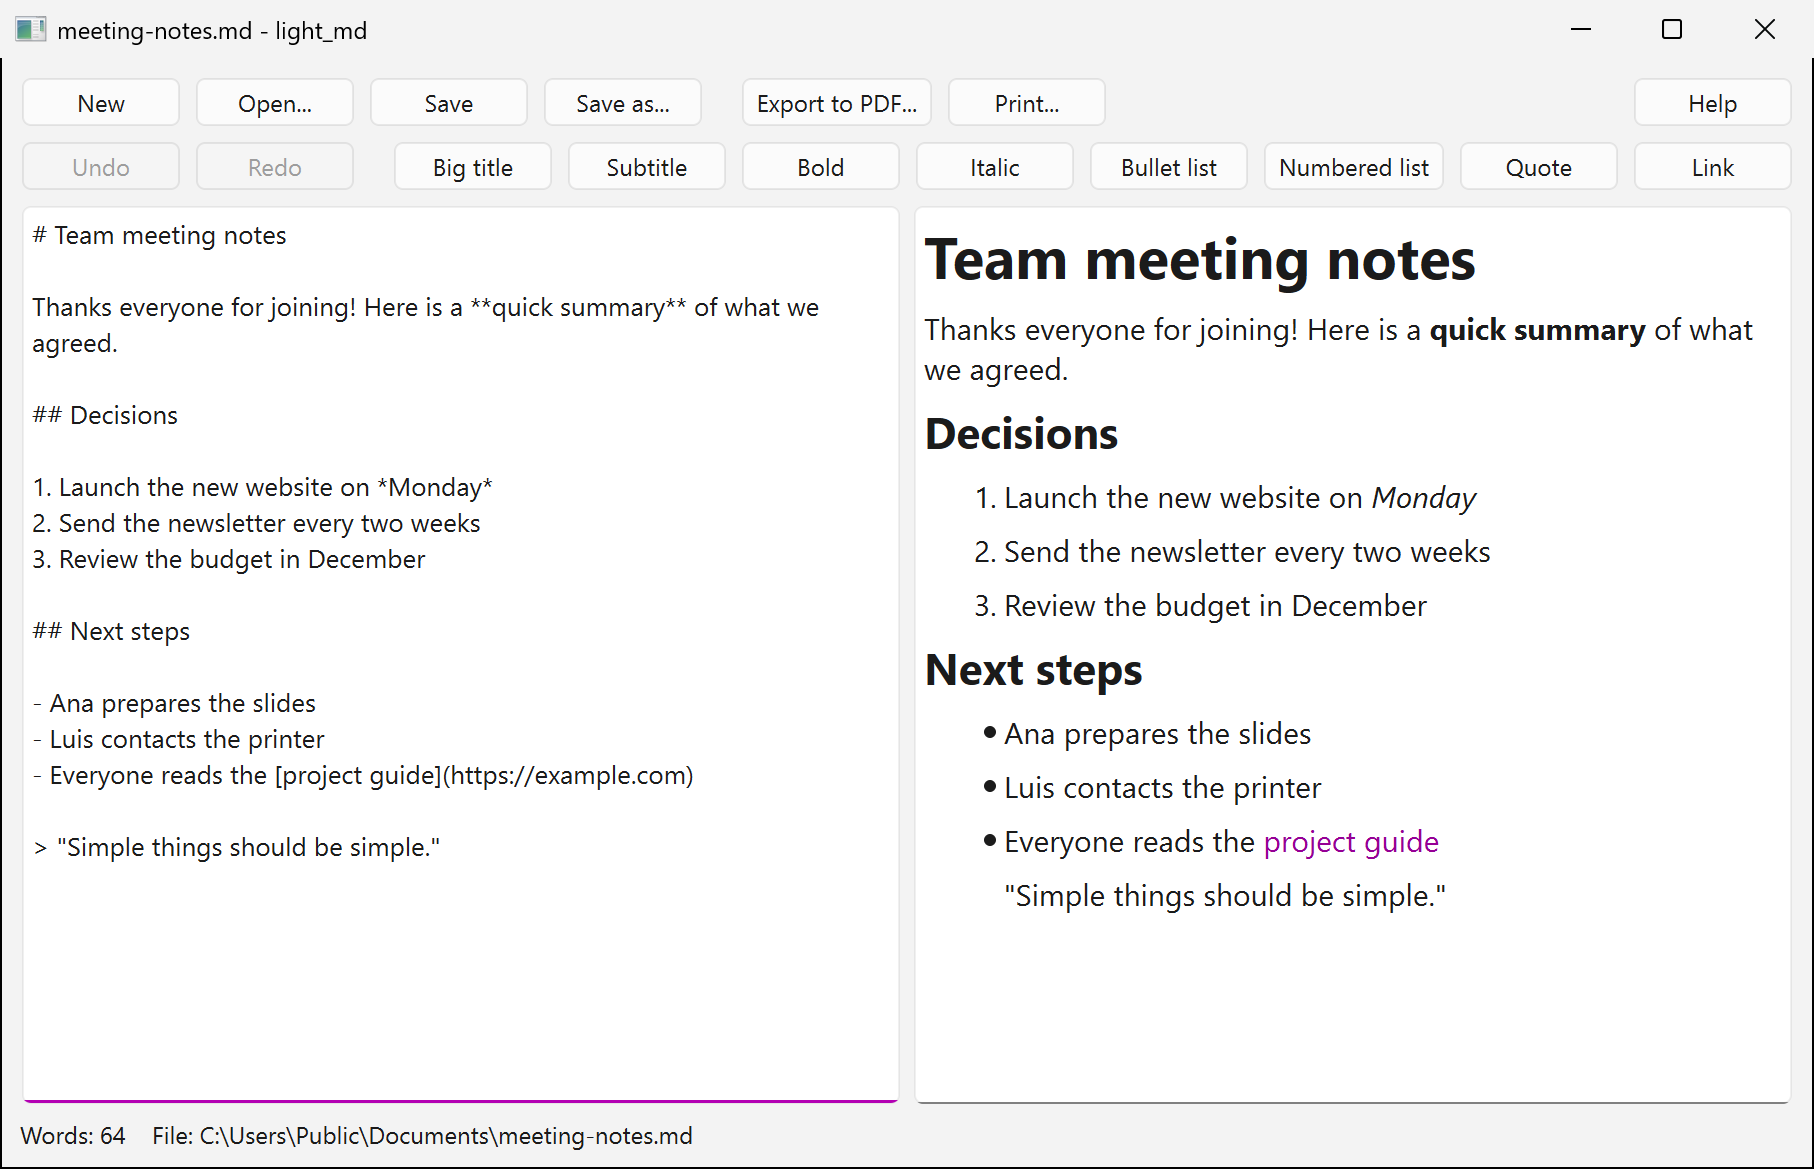 meeting-notes.md - light_md
New Open... Save Save as... Export to PDF... Print... Help
Undo Redo Big title Subtitle Bold Italic Bullet list Numbered list Quote Link
# Team meeting notes
Thanks everyone for joining! Here is a **quick summary** of what we
agreed.
## Decisions
1. Launch the new website on *Monday*
2. Send the newsletter every two weeks
3. Review the budget in December
## Next steps
- Ana prepares the slides
- Luis contacts the printer
- Everyone reads the [project guide](https://example.com)
> "Simple things should be simple."
Team meeting notes
Thanks everyone for joining! Here is a quick summary of what
we agreed.
Decisions
1. Launch the new website on Monday
2. Send the newsletter every two weeks
3. Review the budget in December
Next steps
• Ana prepares the slides
• Luis contacts the printer
• Everyone reads the project guide
"Simple things should be simple."
Words: 64 File: C:\Users\Public\Documents\meeting-notes.md